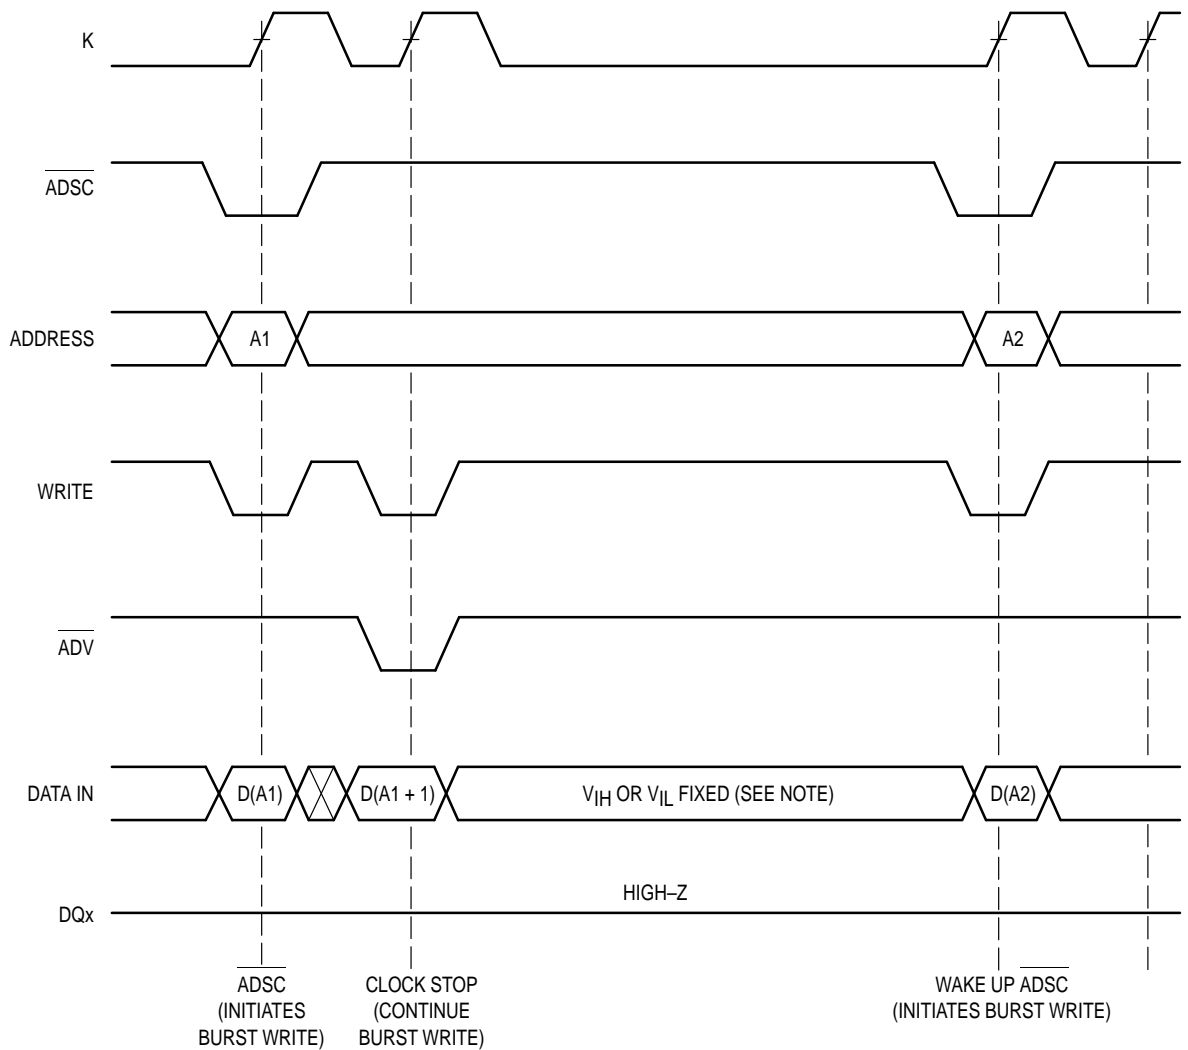 K
ADSC
ADDRESS
A1
A2
WRITE
ADV
DATA IN
D(A1)
D(A1 + 1)
VIH OR VIL FIXED (SEE NOTE)
D(A2)
HIGH–Z
DQx
ADSC
(INITIATES
BURST WRITE)
CLOCK STOP
(CONTINUE
BURST WRITE)
WAKE UP ADSC
(INITIATES BURST WRITE)